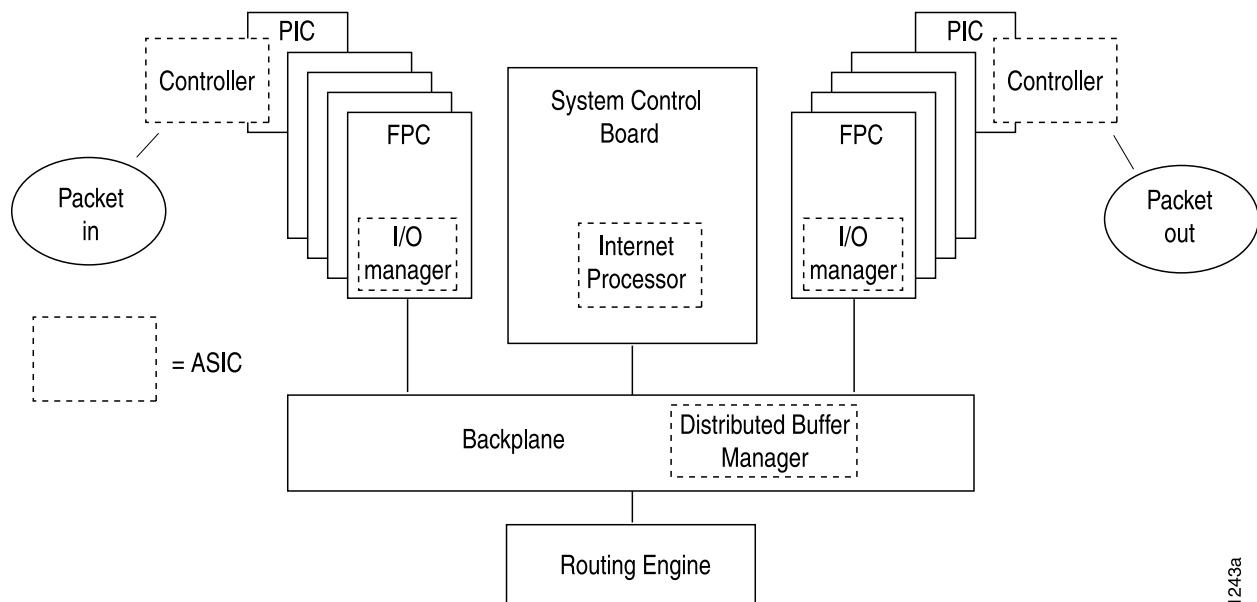 PIC
Controller
FPC
I/O
manager
Packet
in
System Control
Board
Internet
Processor
PIC
Controller
FPC
I/O
manager
Packet
out
= ASIC
Backplane
Distributed Buffer
Manager
Routing Engine
1243a